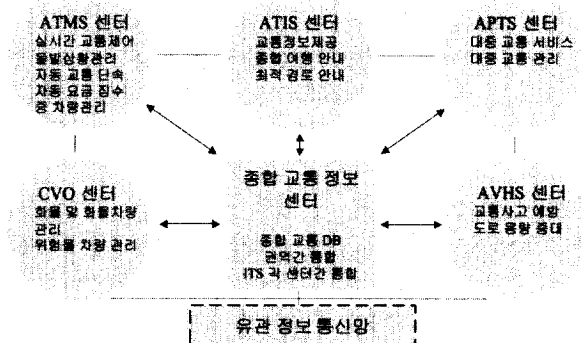 ATMS 센터
실시간 교통제어
돌발상황관리
자동 교통 단속
자동 요금 징수
중 차량관리
ATIS 센터
교통정보제공
종합 여행 안내
최적 경로 안내
APTS 센터
대중 교통 서비스
대중 교통 관리
CVO 센터
화물 및 화물차량
관리
위험물 차량 관리
종합 교통 정보
센터
종합 교통 DB
권역간 통합
ITS 각 센터간 통합
AVHS 센터
교통사고 예방
도로 용량 증대
유관 정보 통신망